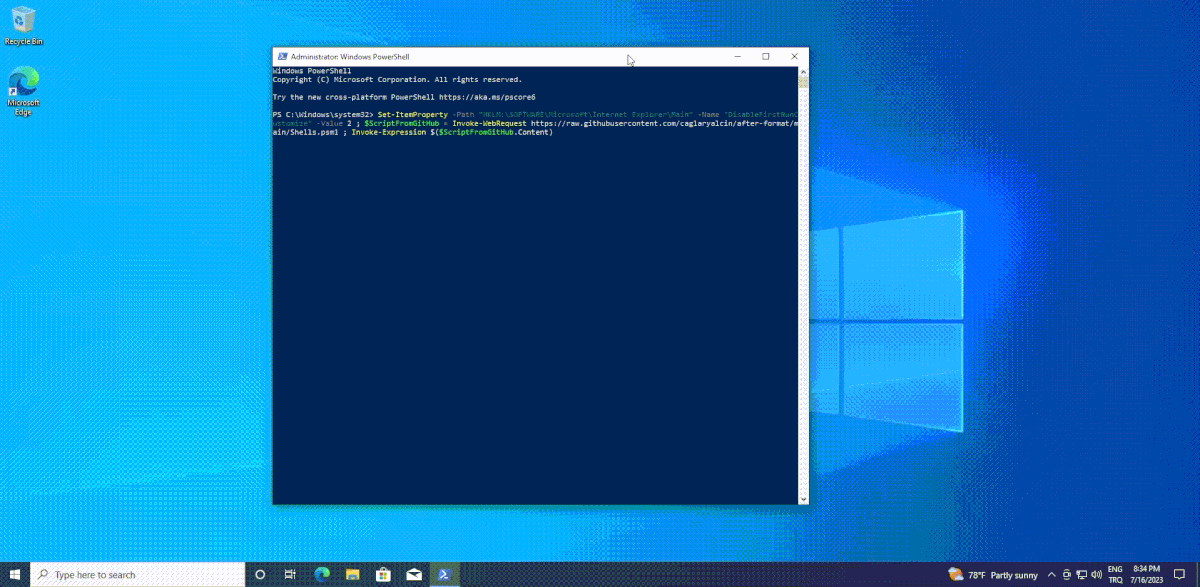 Recycle Bin
Microsoft
Edge
Administrator: Windows PowerShell
Windows PowerShell
Copyright (C) Microsoft Corporation. All rights reserved.
Try the new cross-platform PowerShell https://aka.ms/pscore6
PS C:\Windows\system32> Set-ItemProperty -Path "HKLM:\SOFTWARE\Microsoft\Internet Explorer\Main" -Name "DisableFirstRunC
ustomize" -Value 2 ; $ScriptFromGitHub = Invoke-WebRequest https://raw.githubusercontent.com/caglaryalcin/after-format/m
ain/Shells.psm1 ; Invoke-Expression $($ScriptFromGitHub.Content)
Type here to search
78°F Partly sunny
ENG
TRQ
8:34 PM
7/16/2023